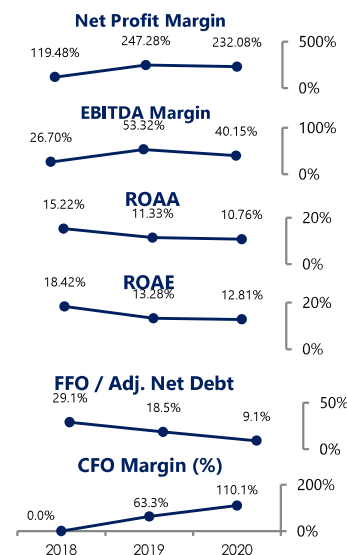 Net Profit Margin
119.48% 247.28% 232.08% 500%
0%
EBITDA Margin
26.70% 53.32% 40.15% 100%
0%
ROAA
15.22% 11.33% 10.76% 20%
0%
ROAE
18.42% 13.28% 12.81% 20%
0%
FFO / Adj. Net Debt
29.1% 18.5% 9.1% 50%
0%
CFO Margin (%)
0.0% 63.3% 110.1% 200%
0%
2018 2019 2020